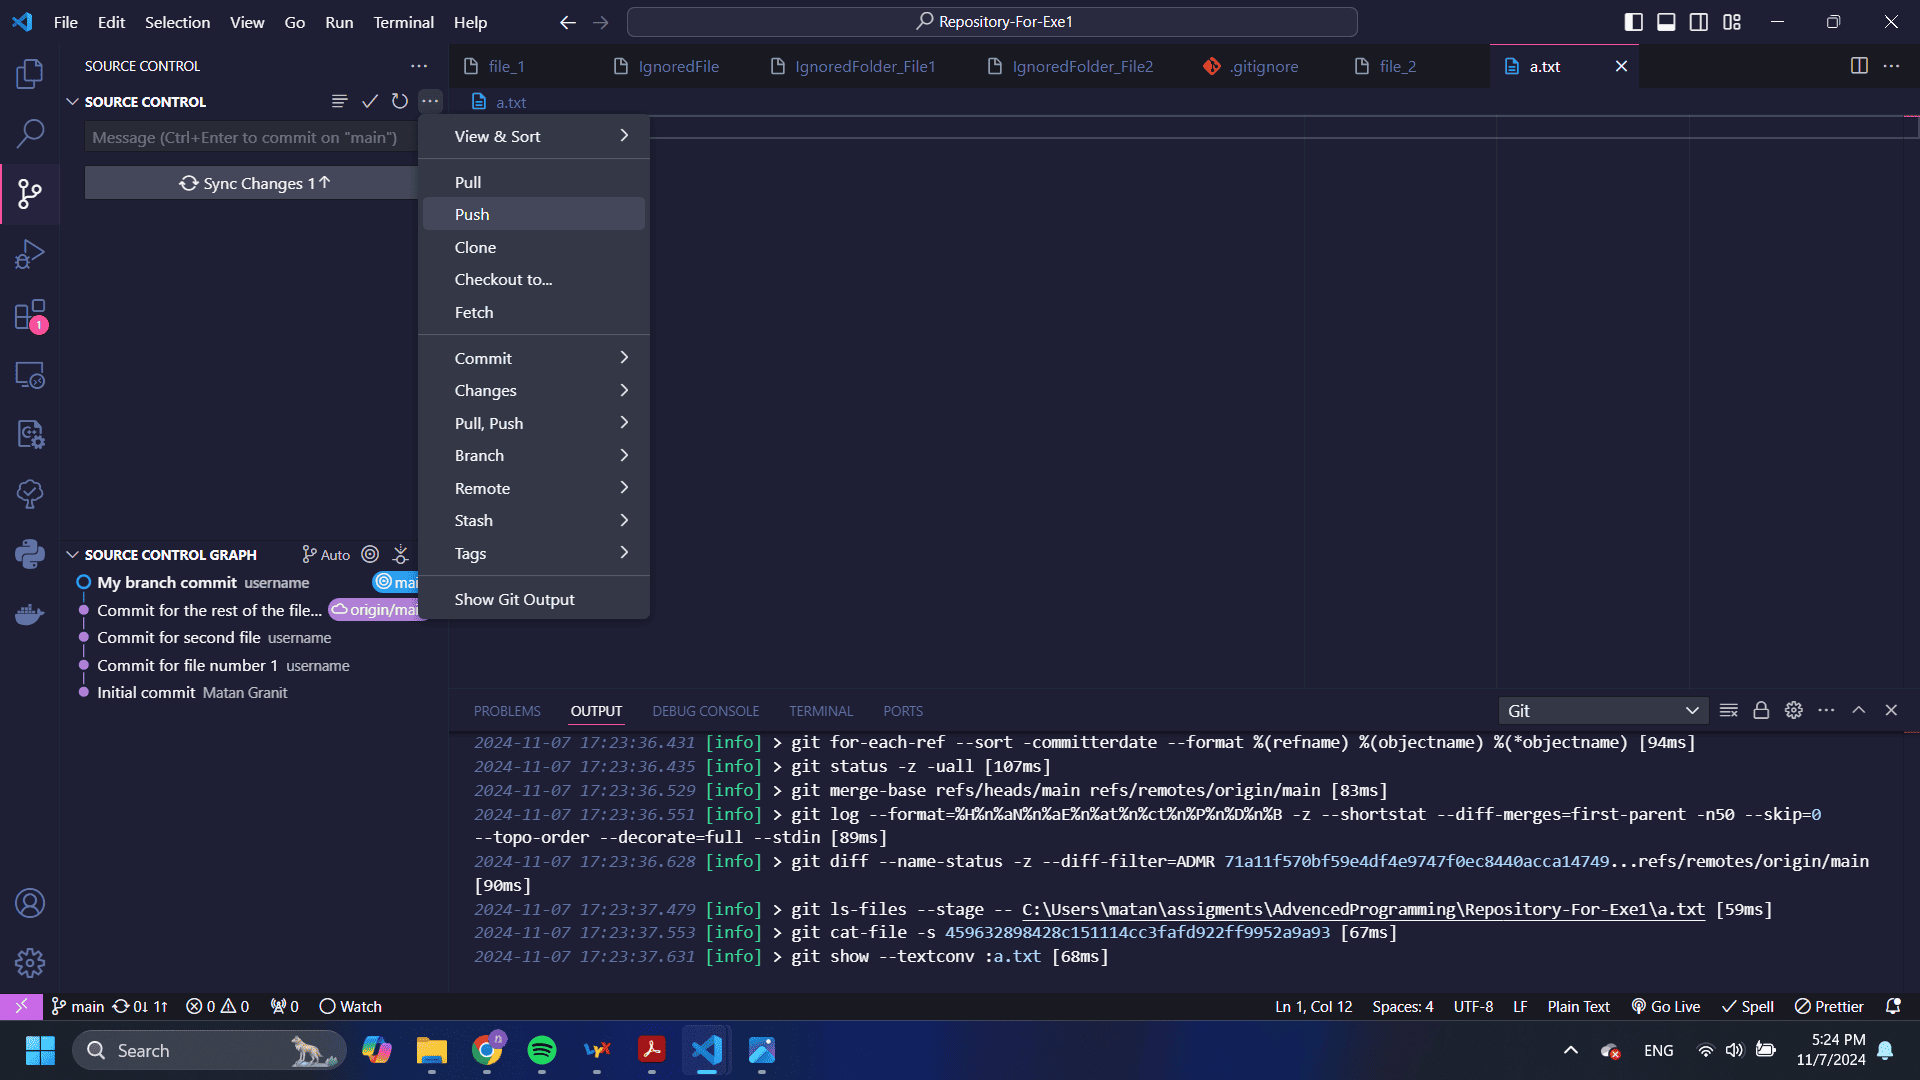 File Edit Selection View Go Run Terminal Help
Repository-For-Exe1
SOURCE CONTROL
SOURCE CONTROL
Message (Ctrl+Enter to commit on "main")
Sync Changes 1↑
file_1
IgnoredFile
IgnoredFolder_File1
IgnoredFolder_File2
.gitignore
file_2
a.txt
a.txt
View & Sort
Pull
Push
Clone
Checkout to...
Fetch
Commit
Changes
Pull, Push
Branch
Remote
Stash
Tags
Show Git Output
1
SOURCE CONTROL GRAPH
Auto
My branch commit username mai
Commit for the rest of the file... origin/mai
Commit for second file username
Commit for file number 1 username
Initial commit Matan Granit
PROBLEMS OUTPUT DEBUG CONSOLE TERMINAL PORTS
Git
2024-11-07 17:23:36.431 [info] > git for-each-ref --sort -committerdate --format %(refname) %(objectname) %(*objectname) [94ms]
2024-11-07 17:23:36.435 [info] > git status -z -uall [107ms]
2024-11-07 17:23:36.529 [info] > git merge-base refs/heads/main refs/remotes/origin/main [83ms]
2024-11-07 17:23:36.551 [info] > git log --format=%H%n%aN%n%aE%n%at%n%ct%n%P%n%D%n%B -z --shortstat --diff-merges=first-parent -n50 --skip=0
--topo-order --decorate=full --stdin [89ms]
2024-11-07 17:23:36.628 [info] > git diff --name-status -z --diff-filter=ADMR 71a11f570bf59e4df4e9747f0ec8440acca14749...refs/remotes/origin/main
[90ms]
2024-11-07 17:23:37.479 [info] > git ls-files --stage -- C:\Users\matan\assigments\AdvencedProgramming\Repository-For-Exe1\a.txt [59ms]
2024-11-07 17:23:37.553 [info] > git cat-file -s 459632898428c151114cc3fafd922ff9952a9a93 [67ms]
2024-11-07 17:23:37.631 [info] > git show --textconv :a.txt [68ms]
main 0↓ 1↑ 0 0 0 Watch
Ln 1, Col 12 Spaces: 4 UTF-8 LF Plain Text Go Live Spell Prettier
Search
n
ENG
5:24 PM
11/7/2024